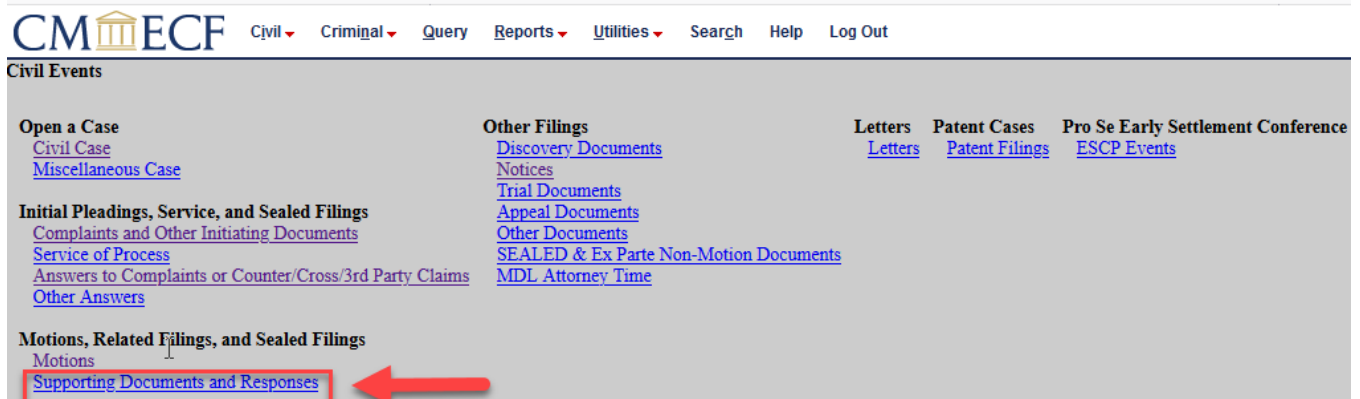 CM ECF Civil Criminal Query Reports Utilities Search Help Log Out
Civil Events
Open a Case
Civil Case
Miscellaneous Case
Initial Pleadings, Service, and Sealed Filings
Complaints and Other Initiating Documents
Service of Process
Answers to Complaints or Counter/Cross/3rd Party Claims
Other Answers
Motions, Related Filings, and Sealed Filings
Motions
Supporting Documents and Responses
Other Filings
Discovery Documents
Notices
Trial Documents
Appeal Documents
Other Documents
SEALED & Ex Parte Non-Motion Documents
MDL Attorney Time
Letters
Letters
Patent Cases
Patent Filings
Pro Se Early Settlement Conference
ESCP Events